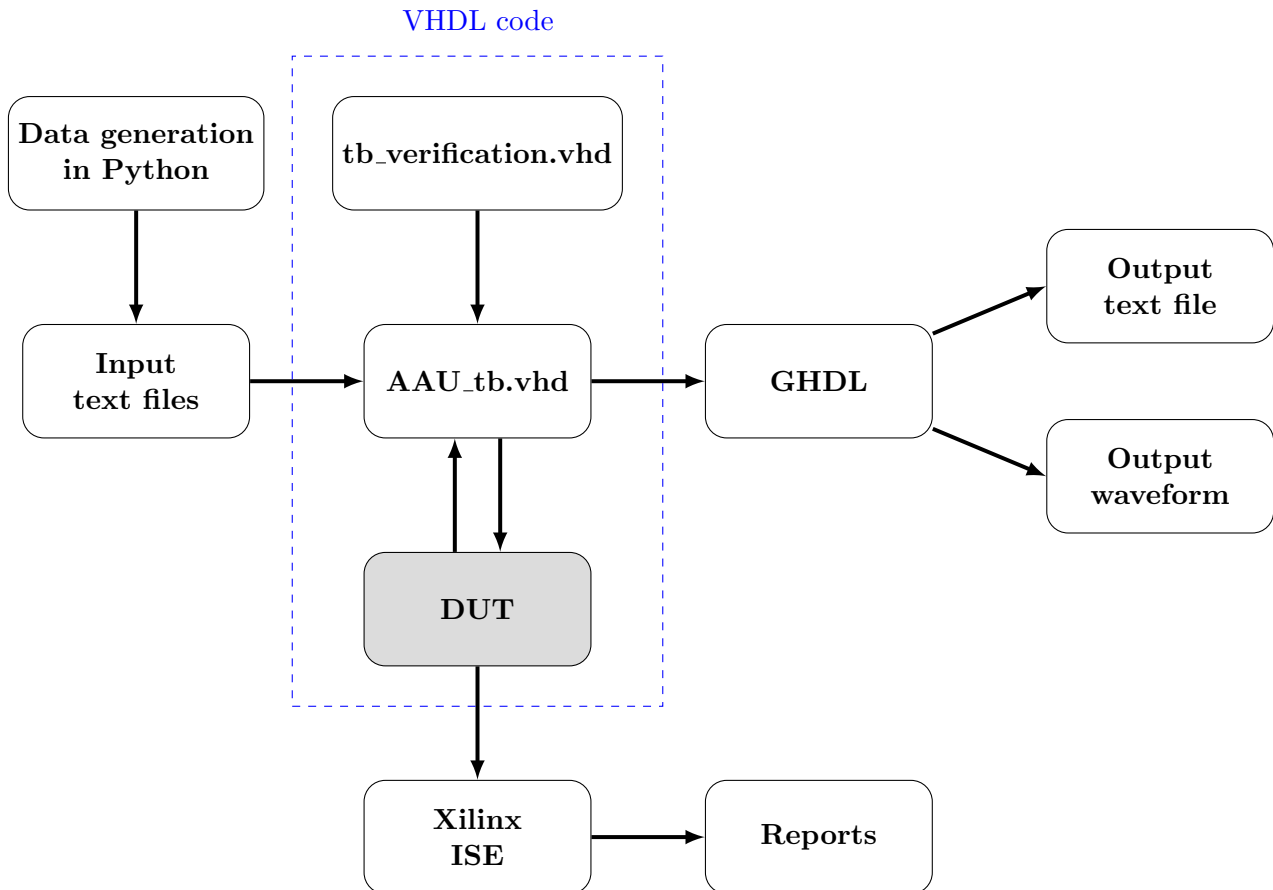 VHDL code
Data generation
in Python
tb_verification.vhd
Input
text files
AAU_tb.vhd
GHDL
Output
text file
Output
waveform
DUT
Xilinx
ISE
Reports